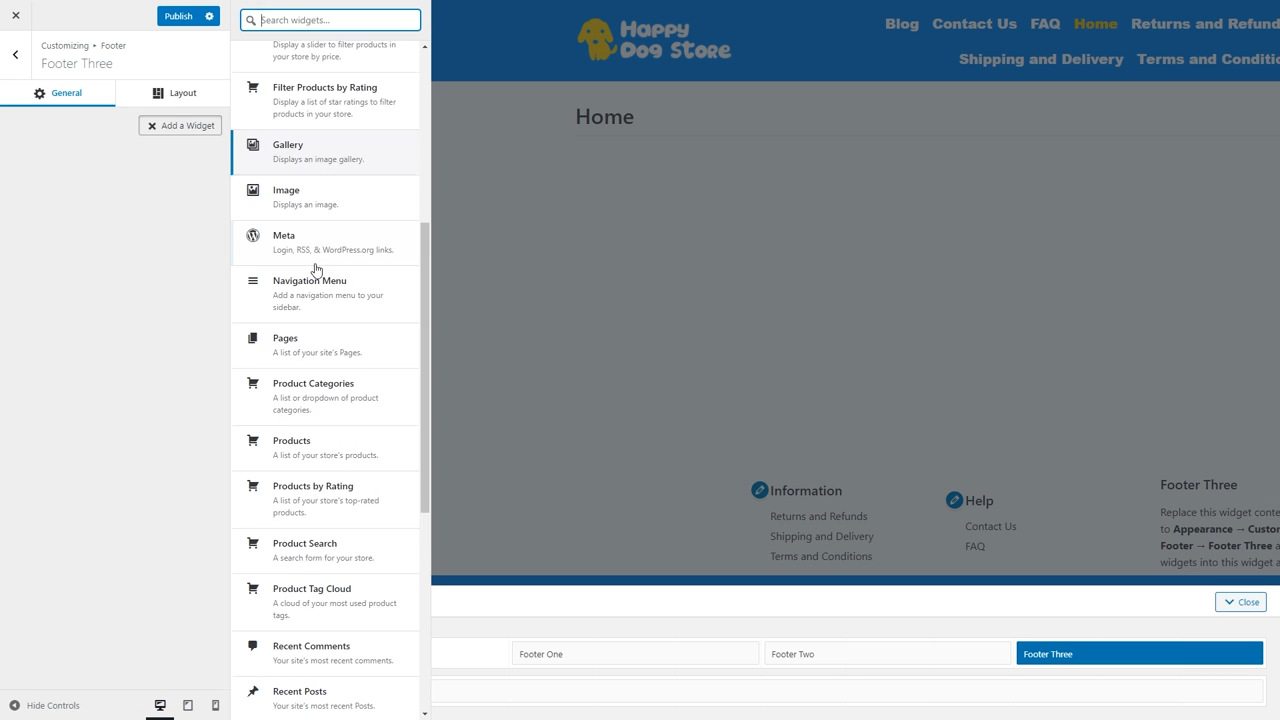 Publish
Customizing ▸ Footer
Footer Three
General
Layout
Add a Widget
Hide Controls
Search widgets...
Display a slider to filter products in
your store by price.
Filter Products by Rating
Display a list of star ratings to filter
products in your store.
Gallery
Displays an image gallery.
Image
Displays an image.
Meta
Login, RSS, & WordPress.org links.
Navigation Menu
Add a navigation menu to your
sidebar.
Pages
A list of your site's Pages.
Product Categories
A list or dropdown of product
categories.
Products
A list of your store's products.
Products by Rating
A list of your store's top-rated
products.
Product Search
A search form for your store.
Product Tag Cloud
A cloud of your most used product
tags.
Recent Comments
Your site's most recent comments.
Recent Posts
Your site's most recent Posts.
Happy
Dog Store
Blog Contact Us FAQ Home Returns and Refund
Shipping and Delivery Terms and Conditio
Home
Information
Returns and Refunds
Shipping and Delivery
Terms and Conditions
Help
Contact Us
FAQ
Footer Three
Replace this widget conte
to Appearance → Custor
Footer → Footer Three a
widgets into this widget a
Close
Footer One
Footer Two
Footer Three